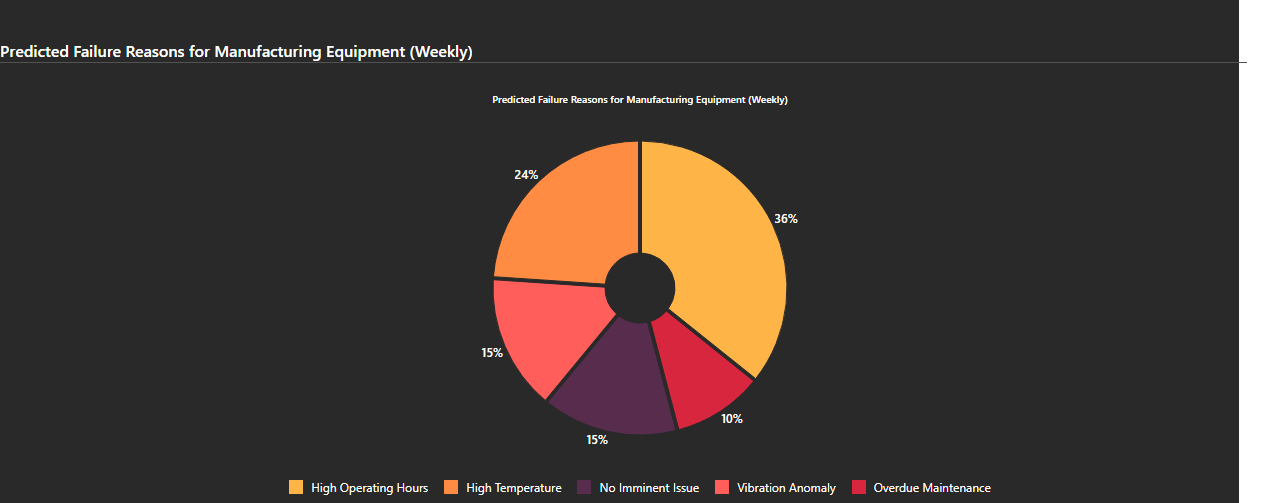 Predicted Failure Reasons for Manufacturing Equipment (Weekly)
Predicted Failure Reasons for Manufacturing Equipment (Weekly)
24%
36%
15%
10%
15%
High Operating Hours High Temperature No Imminent Issue Vibration Anomaly Overdue Maintenance